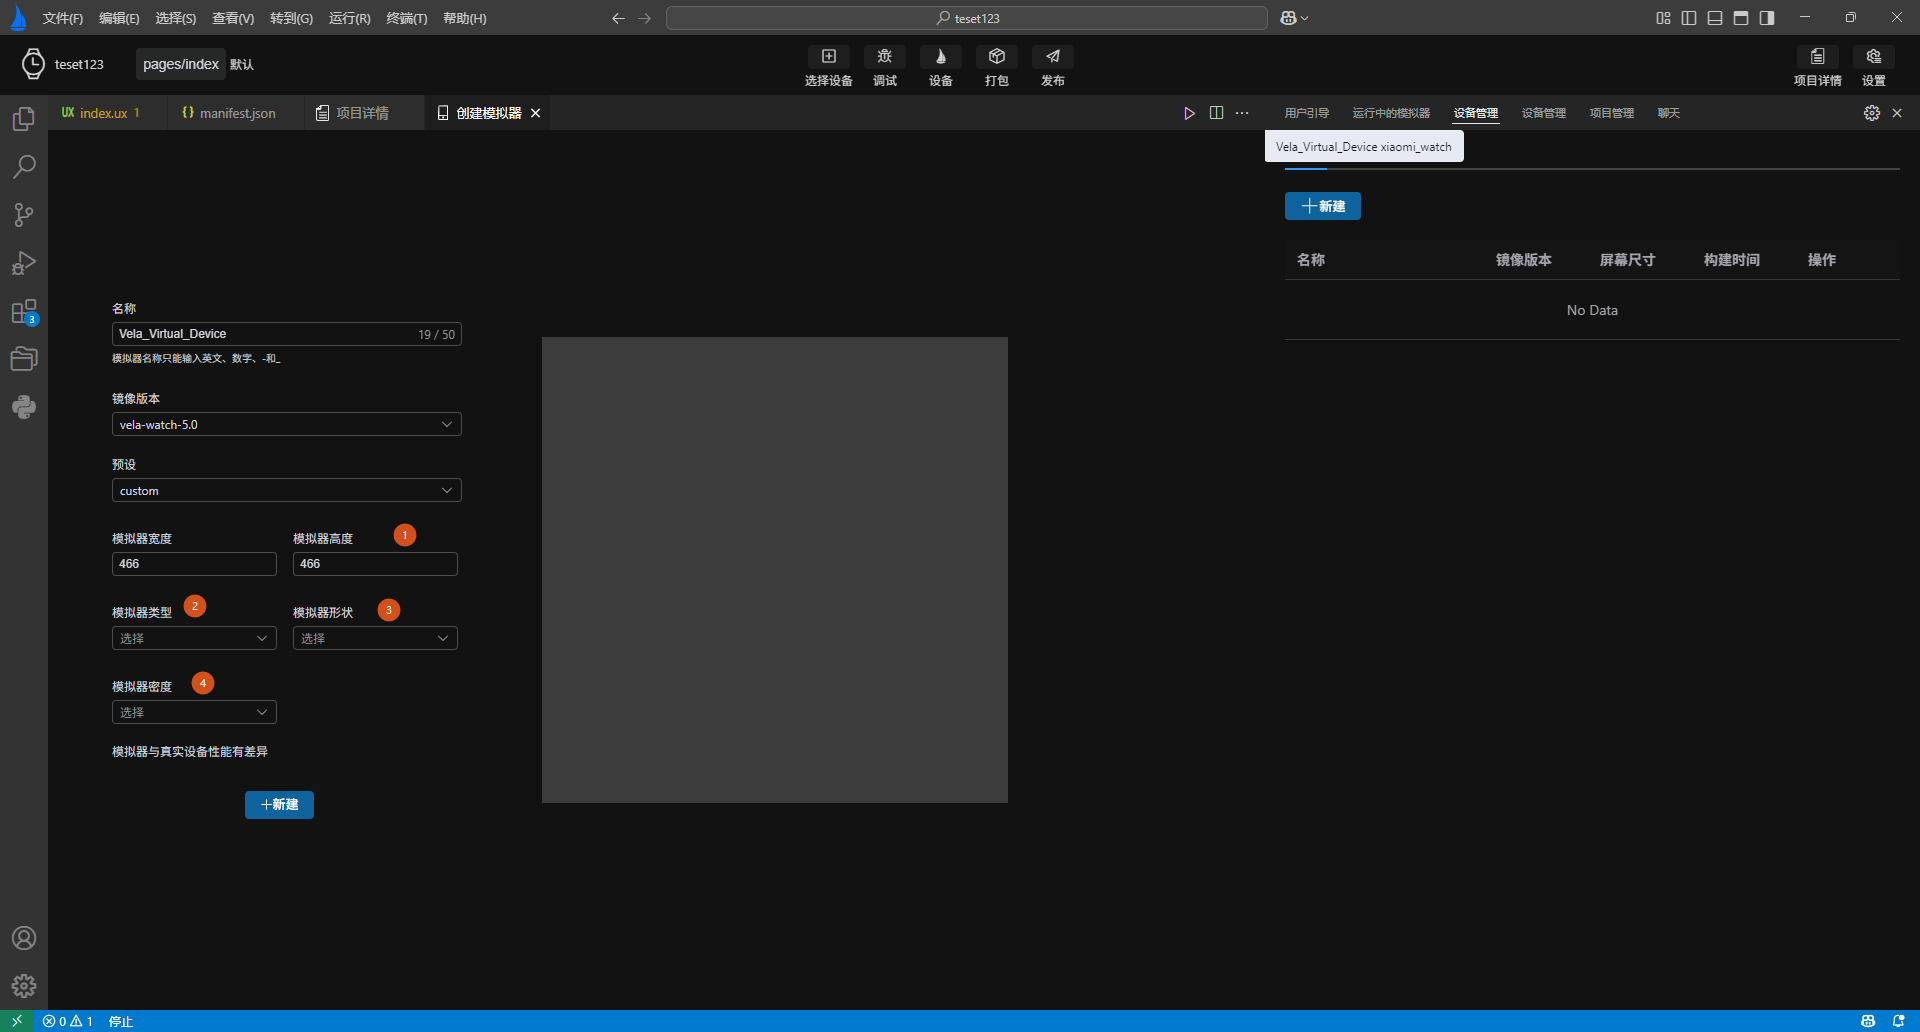 文件(F) 编辑(E) 选择(S) 查看(V) 转到(G) 运行(R) 终端(T) 帮助(H) teset123
teset123 pages/index 默认
选择设备 调试 设备 打包 发布 项目详情 设置
UX index.ux 1 {} manifest.json 项目详情 创建模拟器
用户引导 运行中的模拟器 设备管理 设备管理 项目管理 聊天
Vela_Virtual_Device xiaomi_watch
新建
名称 镜像版本 屏幕尺寸 构建时间 操作
No Data
3
名称
Vela_Virtual_Device 19 / 50
模拟器名称只能输入英文、数字、-和_
镜像版本
vela-watch-5.0
预设
custom
模拟器宽度 模拟器高度 1
466 466
模拟器类型 2 模拟器形状 3
选择 选择
模拟器密度 4
选择
模拟器与真实设备性能有差异
新建
0 1 停止